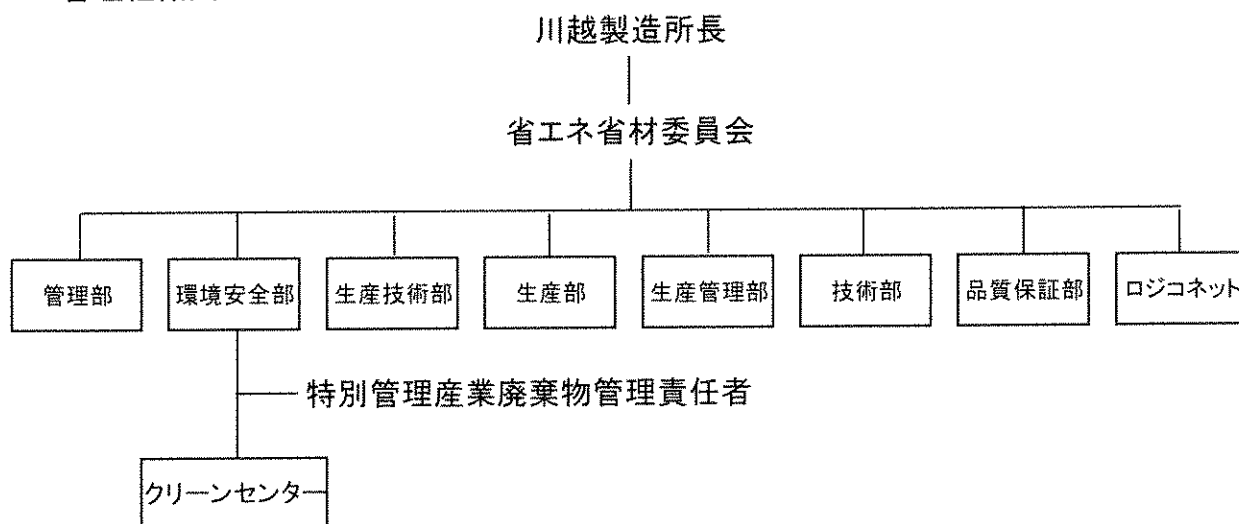 川越製造所長
省エネ省材委員会
管理部 環境安全部 生産技術部 生産部 生産管理部 技術部 品質保証部 ロジコネット
特別管理産業廃棄物管理責任者
クリーンセンター